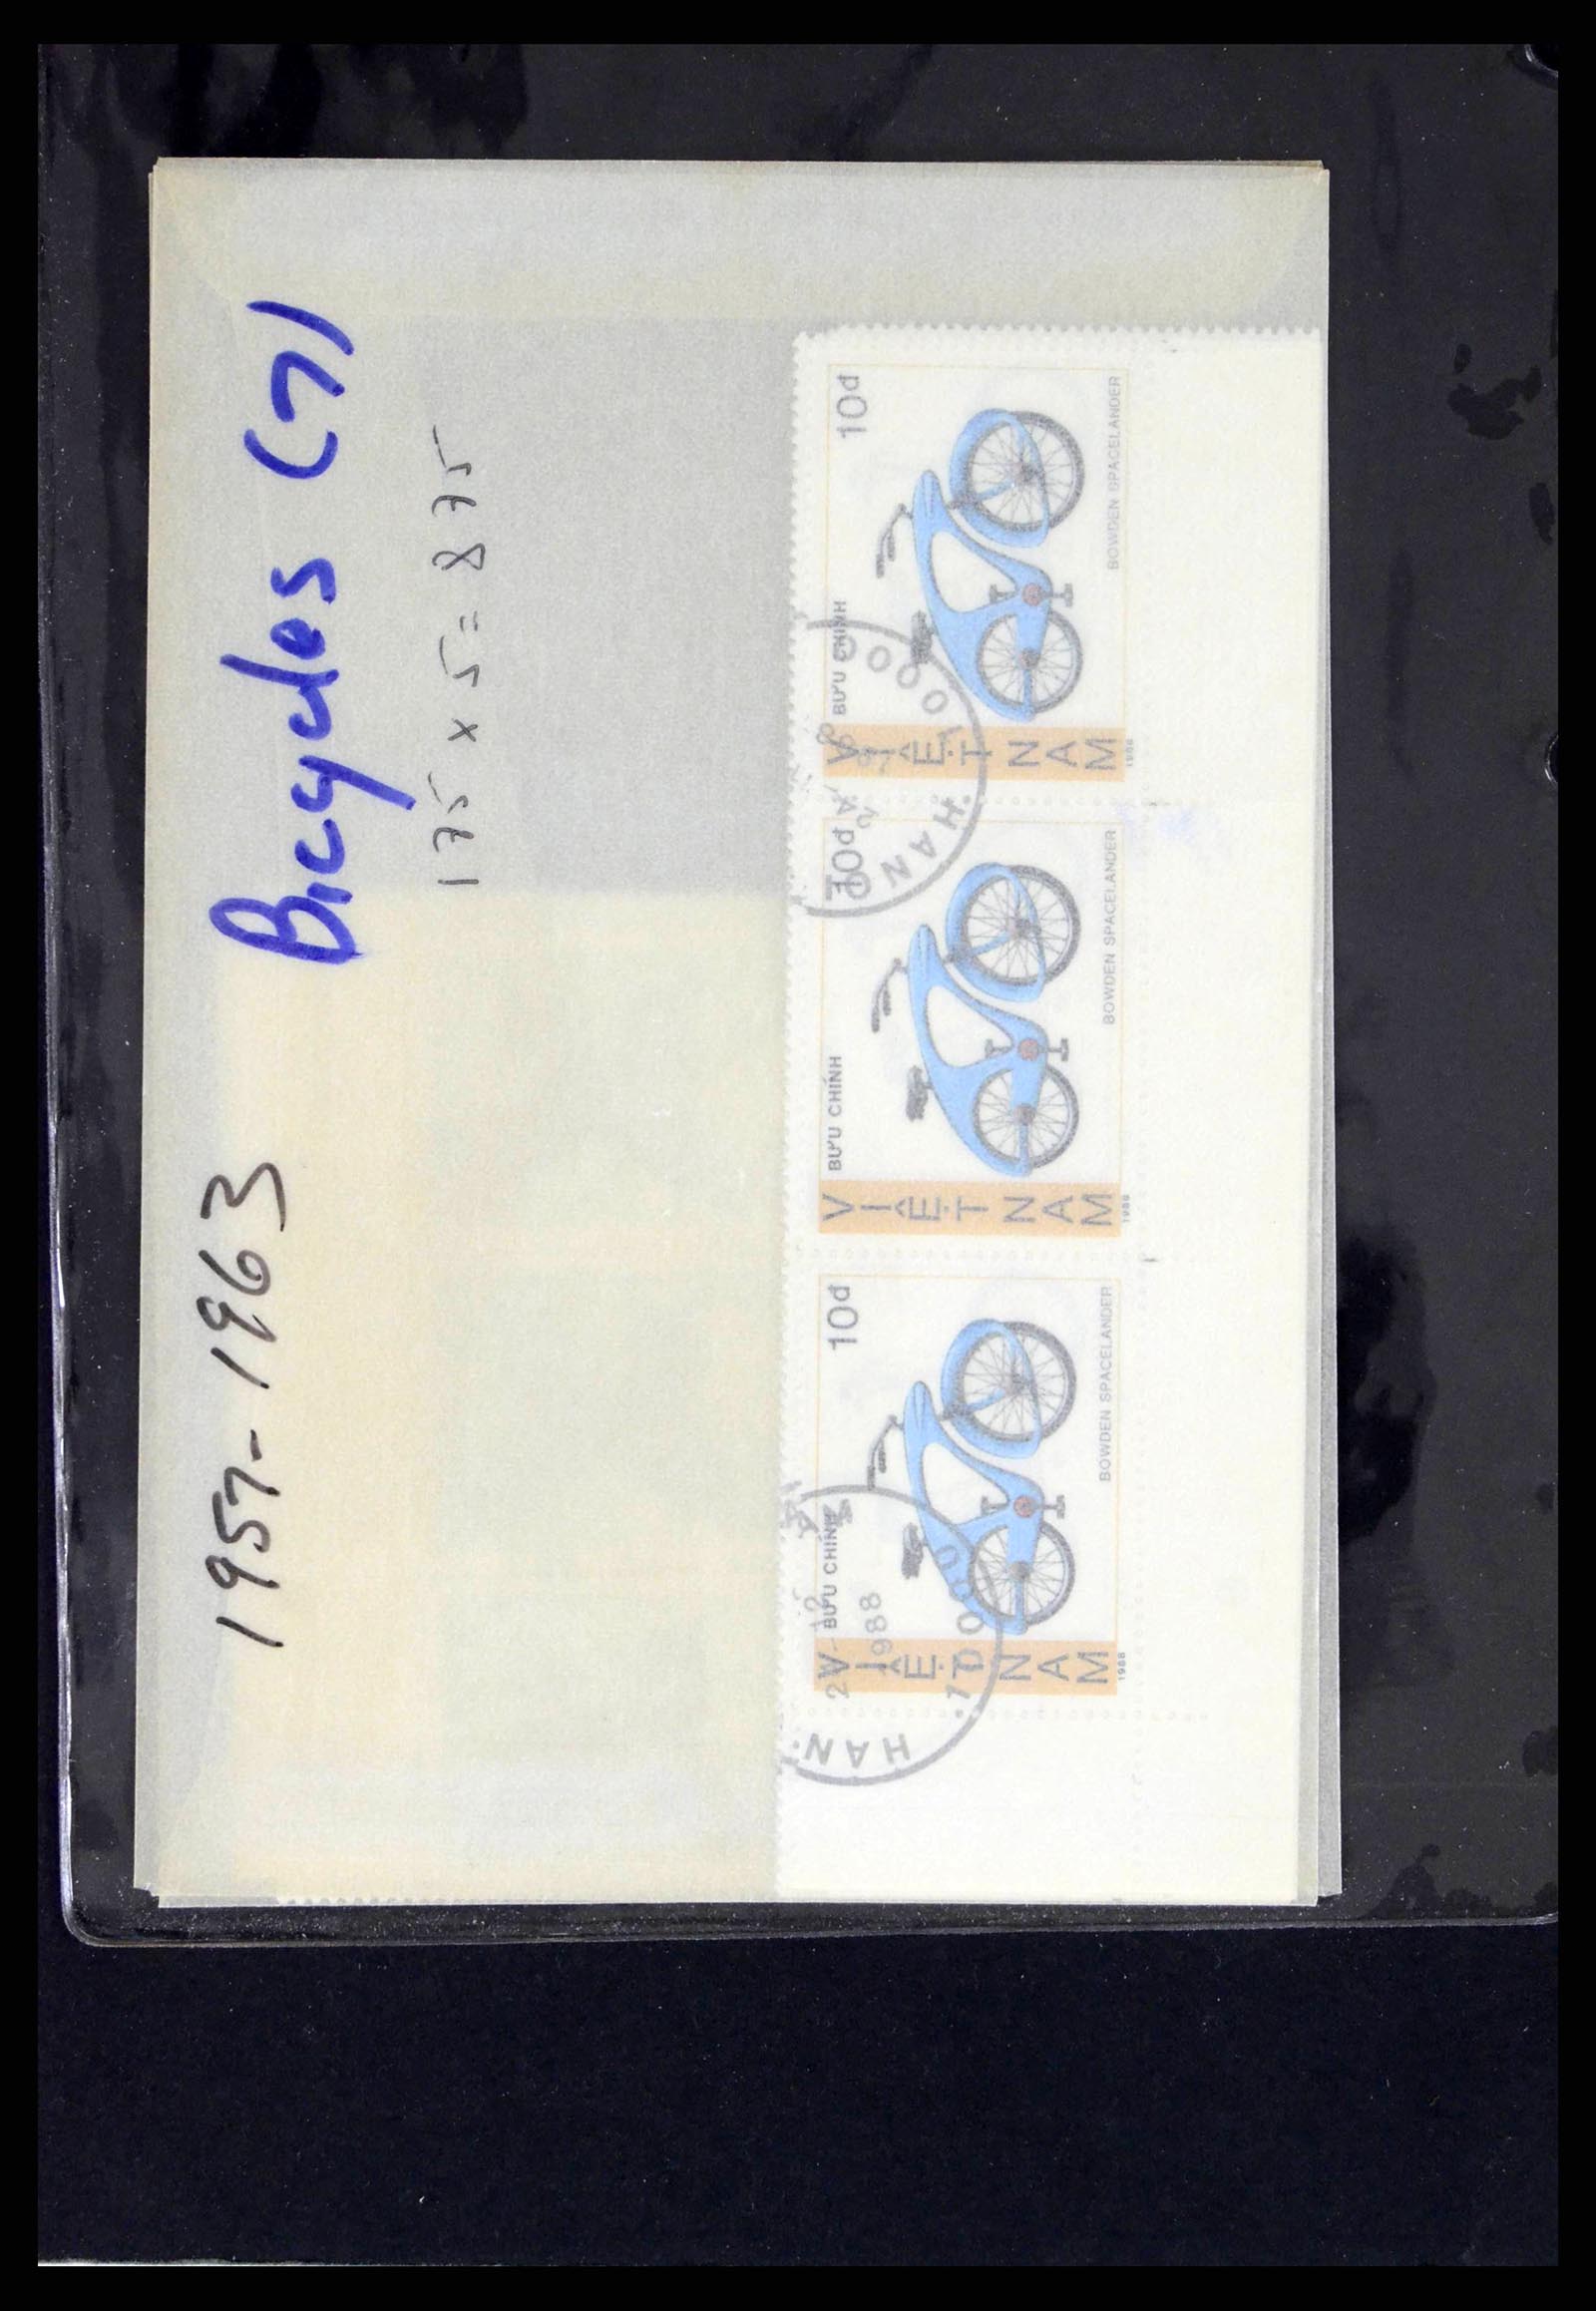 1957-1963 Bicycles (7)
175 x 5 = 875
BƯU CHÍNH 10đ
VIỆT NAM
BOWDEN SPACELANDER
1988
BƯU CHÍNH 10đ
VIỆT NAM
BOWDEN SPACELANDER
1988
BƯU CHÍNH 10đ
VIỆT NAM
BOWDEN SPACELANDER
1988
1988
HAN
HAN